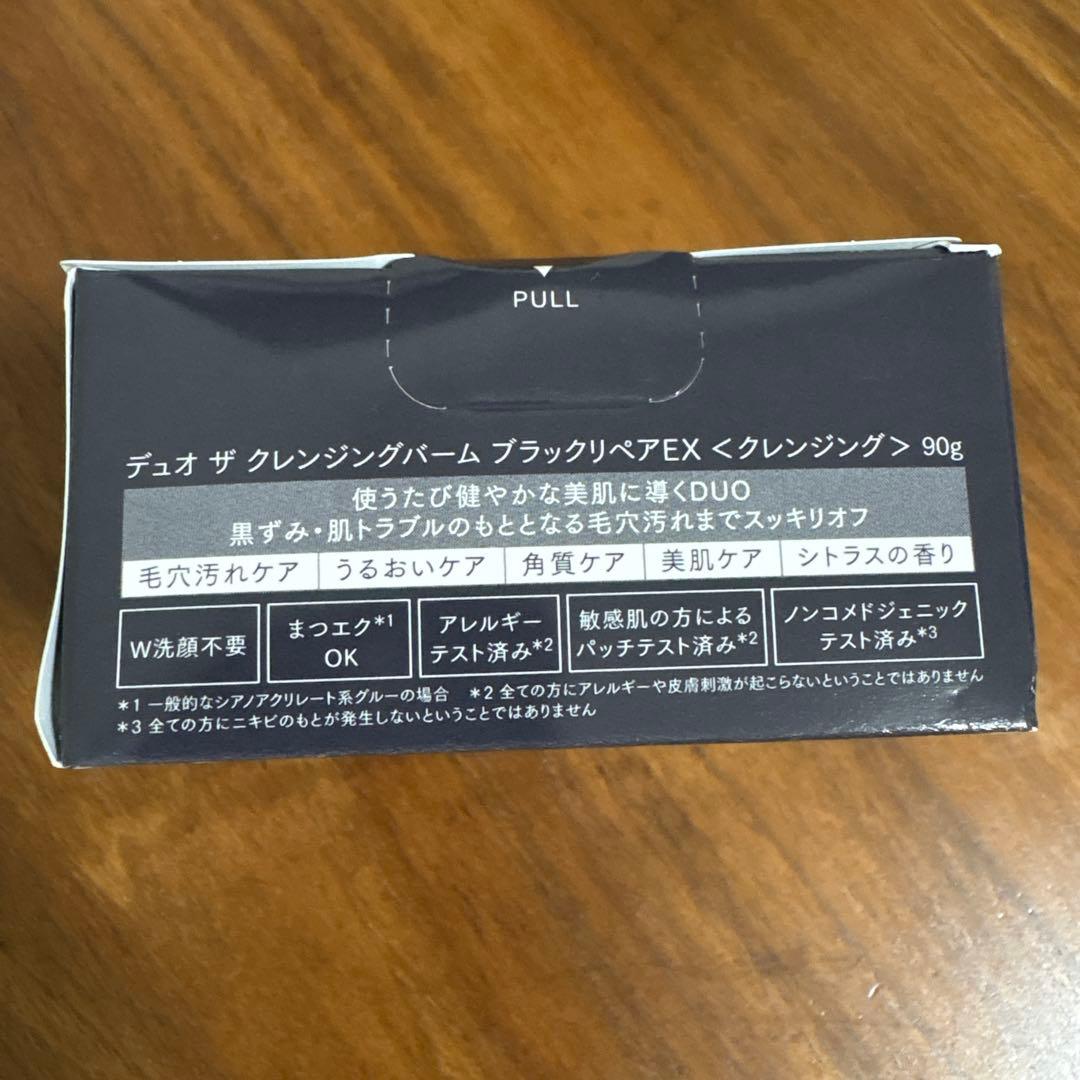 PULL
デュオ ザ クレンジングバーム ブラックリペアEX <クレンジング> 90g
使うたび健やかな美肌に導くDUO
黒ずみ・肌トラブルのもととなる毛穴汚れまでスッキリオフ
毛穴汚れケア うるおいケア 角質ケア 美肌ケア シトラスの香り
W洗顔不要
まつエク*1
OK
アレルギー
テスト済み*2
敏感肌の方による
パッチテスト済み*2
ノンコメドジェニック
テスト済み*3
*1 一般的なシアノアクリレート系グルーの場合 *2 全ての方にアレルギーや皮膚刺激が起こらないということではありません
*3 全ての方にニキビのもとが発生しないということではありません